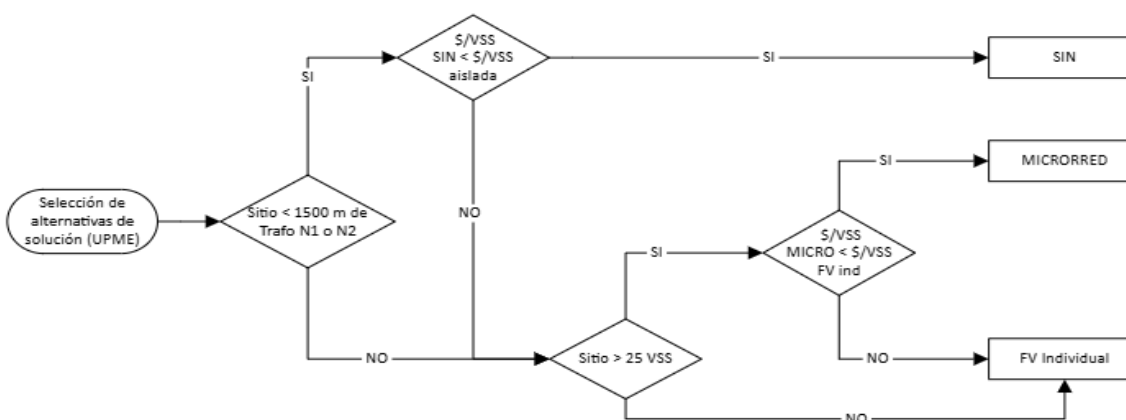 $/VSS
SIN < $/VSS
aislada
SI
SIN
SI
MICRORRED
SI
Selección de
alternativas de
solución (UPME)
Sitio < 1500 m de
Trafo N1 o N2
NO
$/VSS
MICRO < $/VSS
FV ind
SI
NO
Sitio > 25 VSS
NO
FV Individual
NO